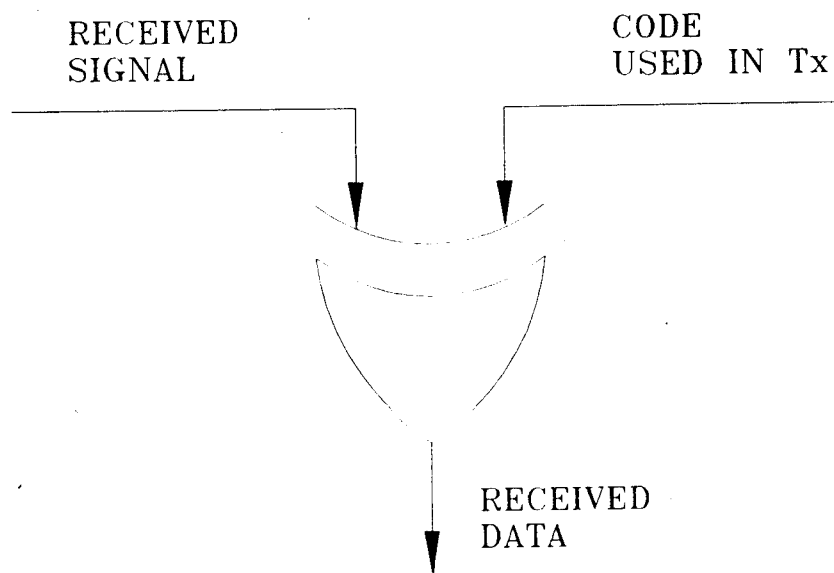 RECEIVED
SIGNAL
CODE
USED IN Tx
RECEIVED
DATA